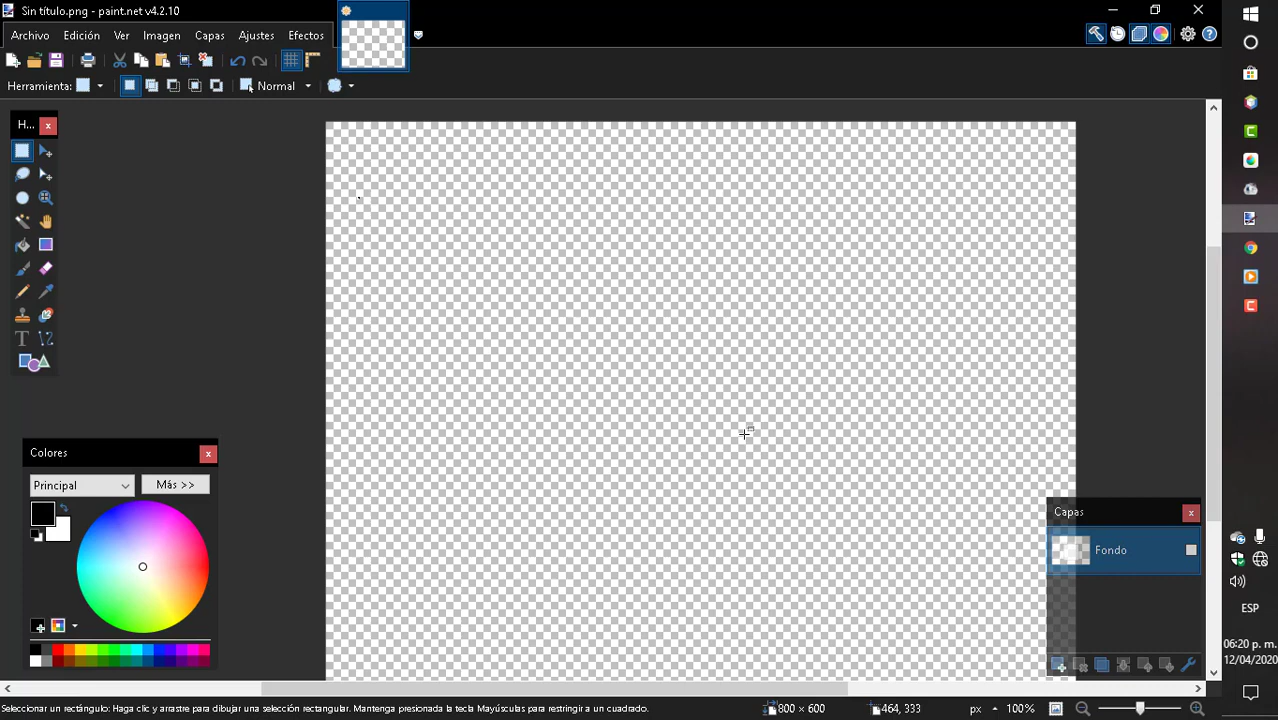 Sin título.png - paint.net v4.2.10
Archivo Edición Ver Imagen Capas Ajustes Efectos
Herramienta: Normal
H... x
T
Colores x
Principal Más >>
Capas x
Fondo
ESP
06:20 p. m.
12/04/2020
Seleccionar un rectángulo: Haga clic y arrastre para dibujar una selección rectangular. Mantenga presionada la tecla Mayúsculas para restringir a un cuadrado. 800 × 600 464, 333 px 100%